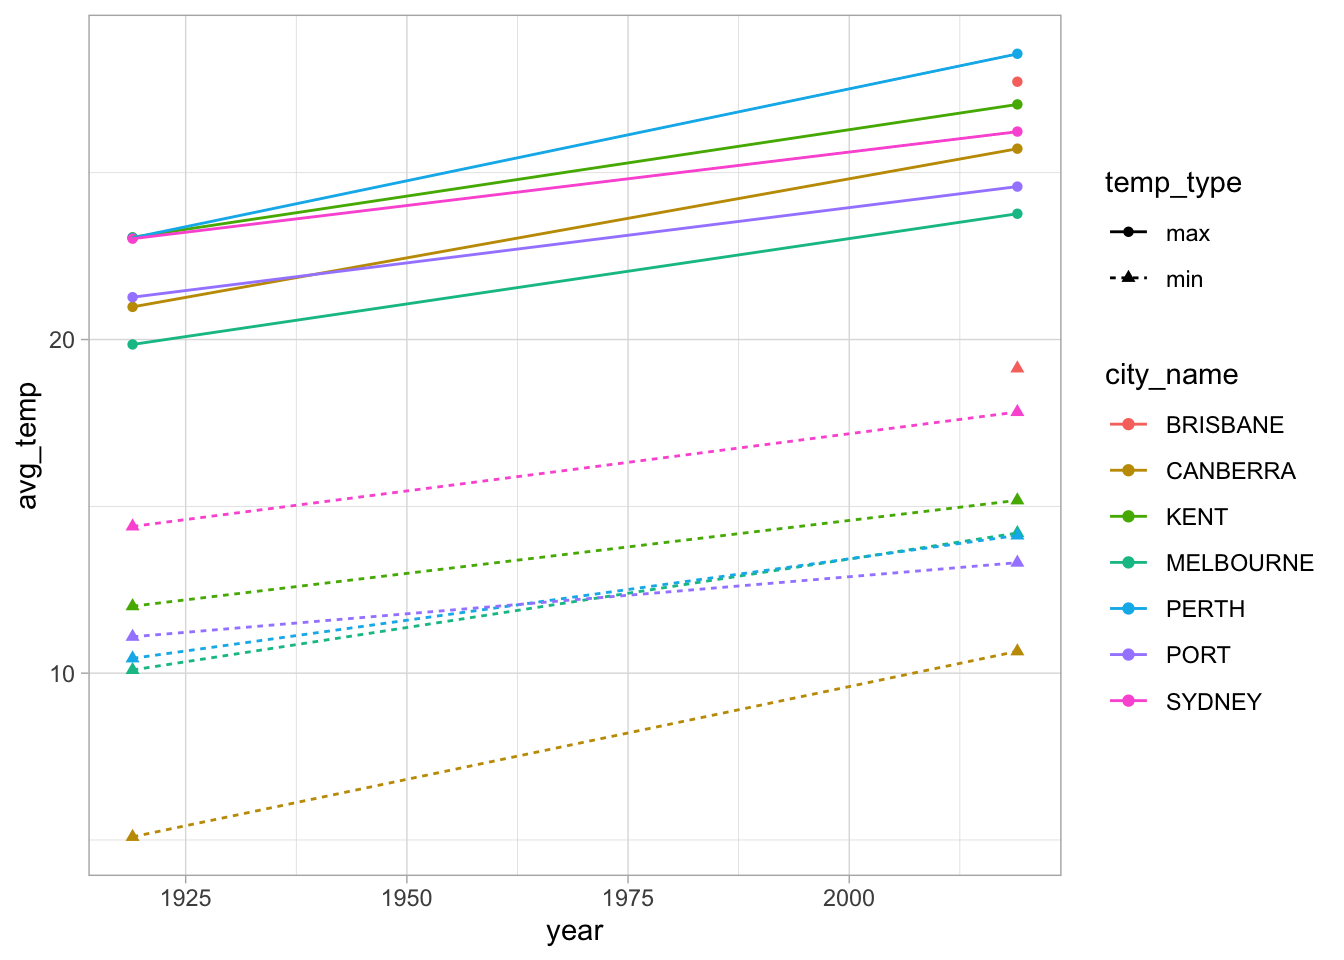 avg_temp
20
10
1925 1950 1975 2000
year
temp_type
max
min
city_name
BRISBANE
CANBERRA
KENT
MELBOURNE
PERTH
PORT
SYDNEY